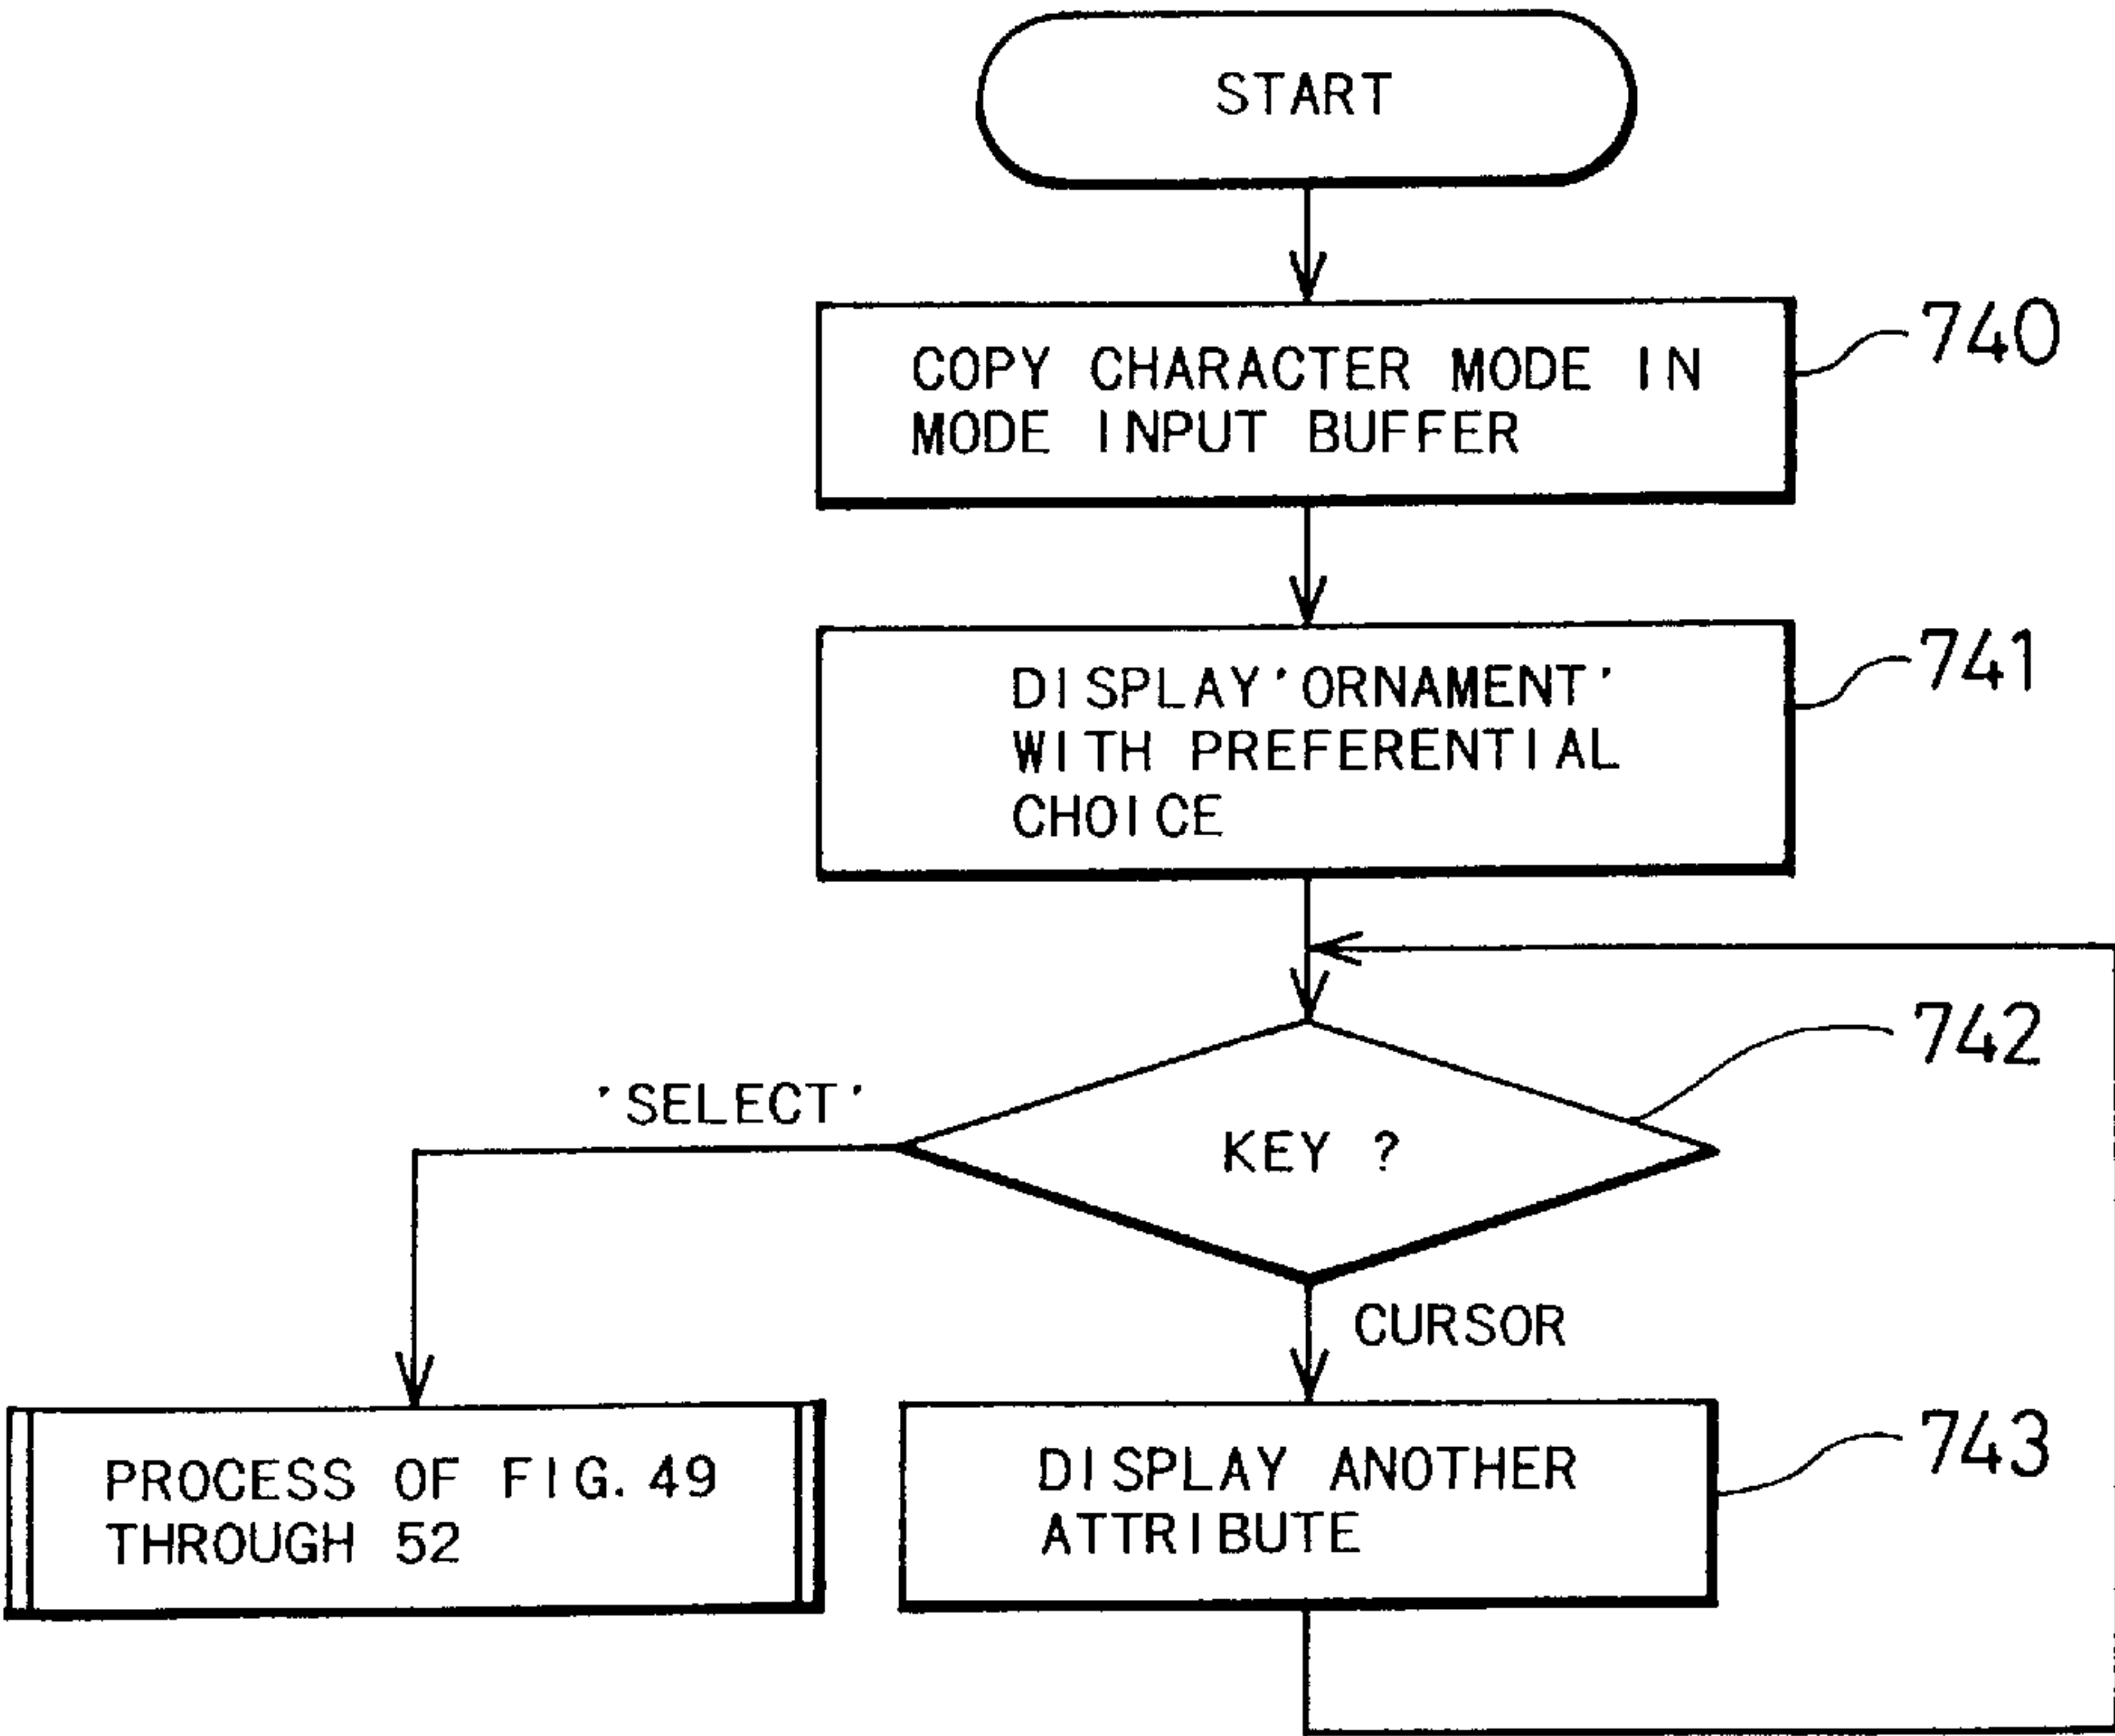 START
COPY CHARACTER MODE IN
MODE INPUT BUFFER
740
DISPLAY 'ORNAMENT'
WITH PREFERENTIAL
CHOICE
741
742
'SELECT'
KEY ?
CURSOR
PROCESS OF FIG. 49
THROUGH 52
DISPLAY ANOTHER
ATTRIBUTE
743